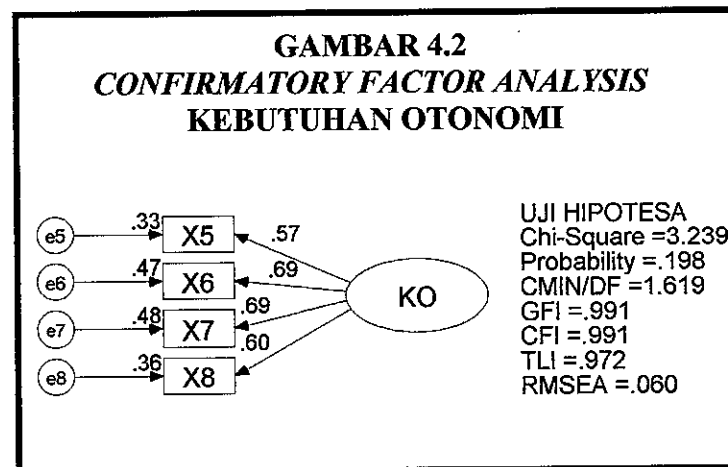 GAMBAR 4.2
CONFIRMATORY FACTOR ANALYSIS
KEBUTUHAN OTONOMI
UJI HIPOTESA
Chi-Square =3.239
Probability =.198
CMIN/DF =1.619
GFI =.991
CFI =.991
TLI =.972
RMSEA =.060
e5 .33 X5 .57
e6 .47 X6 .69
e7 .48 X7 .69
e8 .36 X8 .60
KO